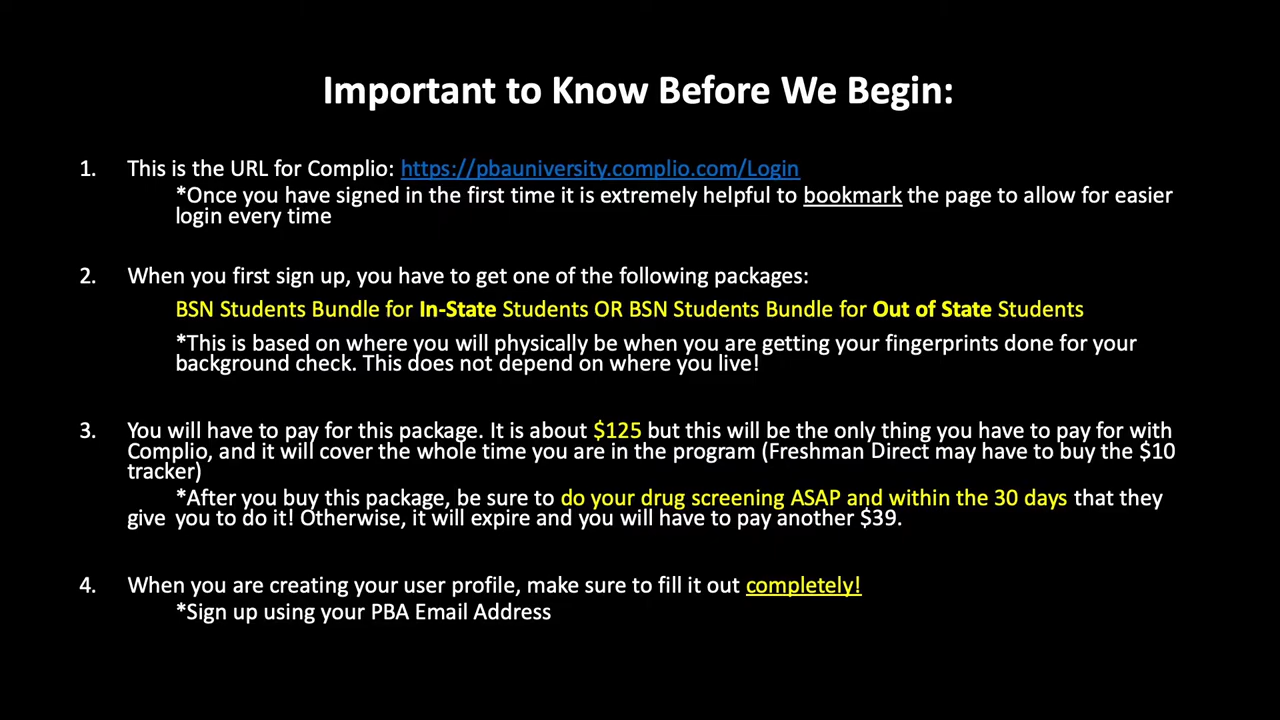 Important to Know Before We Begin:
1. This is the URL for Complio: https://pbauniversity.complio.com/Login
*Once you have signed in the first time it is extremely helpful to bookmark the page to allow for easier
login every time
2. When you first sign up, you have to get one of the following packages:
BSN Students Bundle for In-State Students OR BSN Students Bundle for Out of State Students
*This is based on where you will physically be when you are getting your fingerprints done for your
background check. This does not depend on where you live!
3. You will have to pay for this package. It is about $125 but this will be the only thing you have to pay for with
Complio, and it will cover the whole time you are in the program (Freshman Direct may have to buy the $10
tracker)
*After you buy this package, be sure to do your drug screening ASAP and within the 30 days that they
give you to do it! Otherwise, it will expire and you will have to pay another $39.
4. When you are creating your user profile, make sure to fill it out completely!
*Sign up using your PBA Email Address